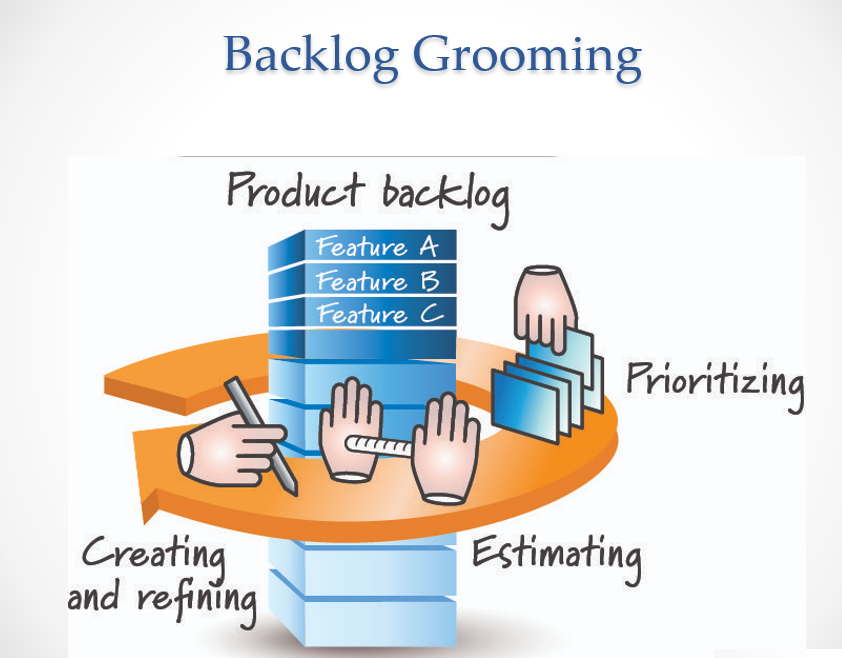 Backlog Grooming
Product backlog
Feature A
Feature B
Feature C
Prioritizing
Creating
and refining
Estimating